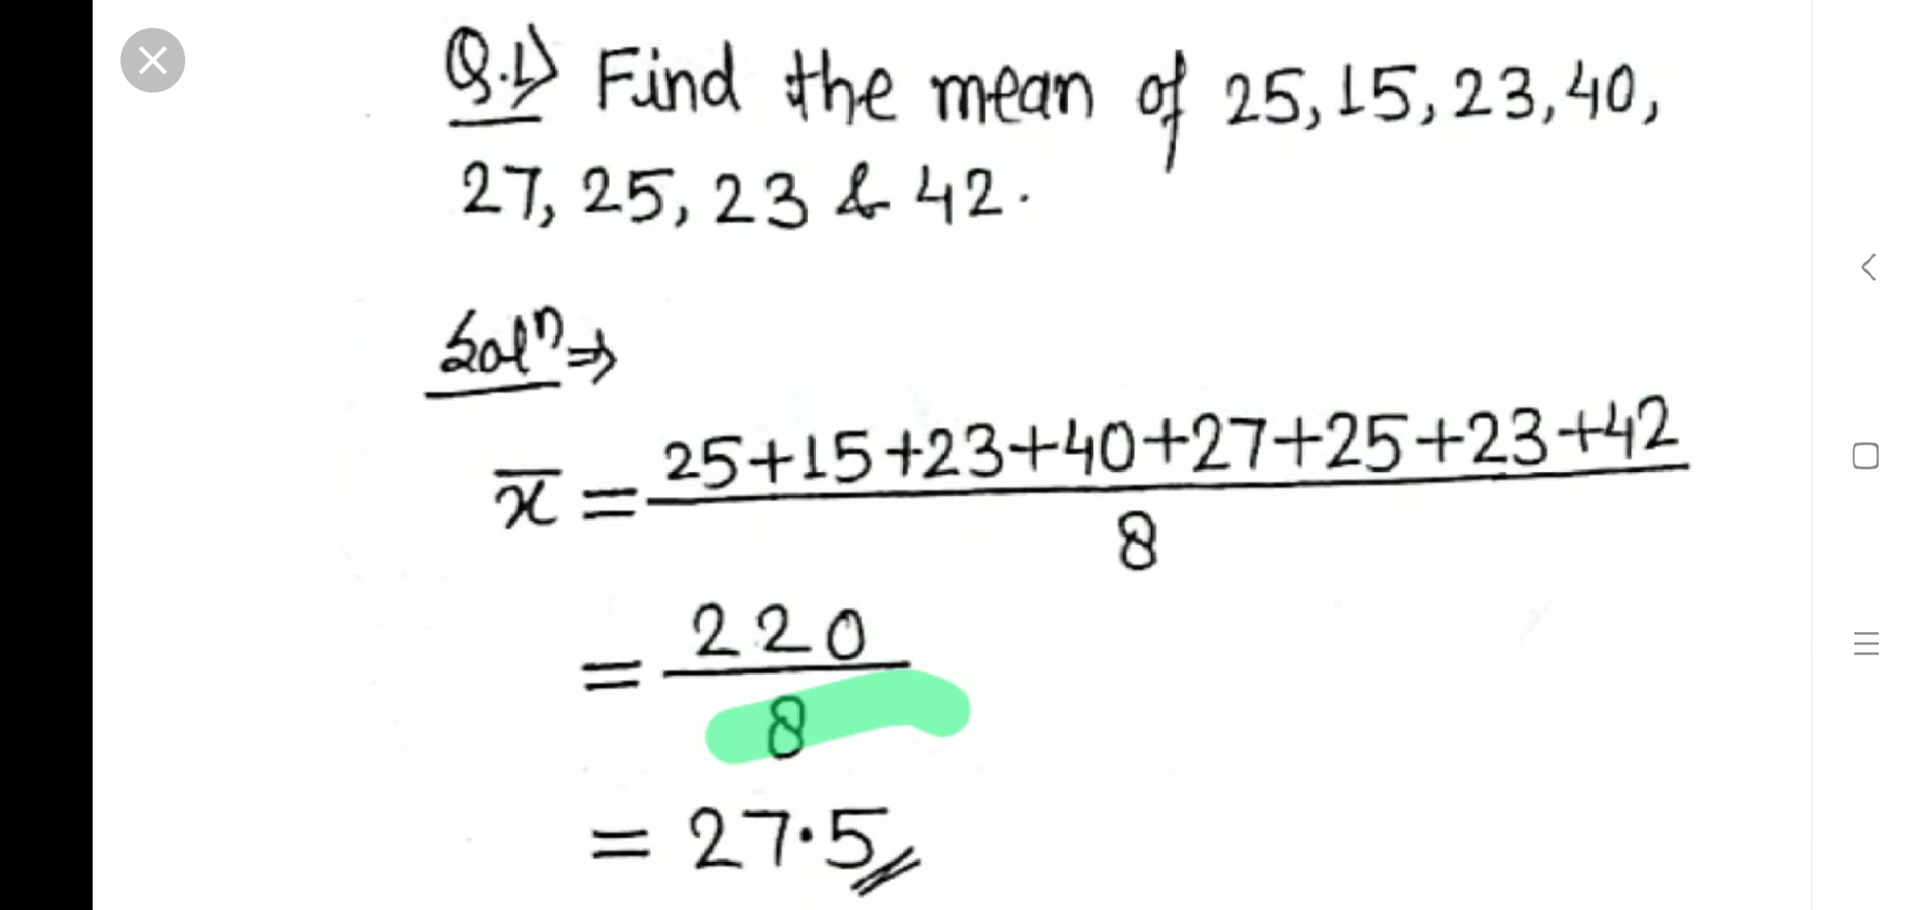 Q.1) Find the mean of 25, 15, 23, 40,
27, 25, 23 & 42.
Solⁿ ⇒
x̄ = 25+15+23+40+27+25+23+42
8
= 220
8
= 27.5